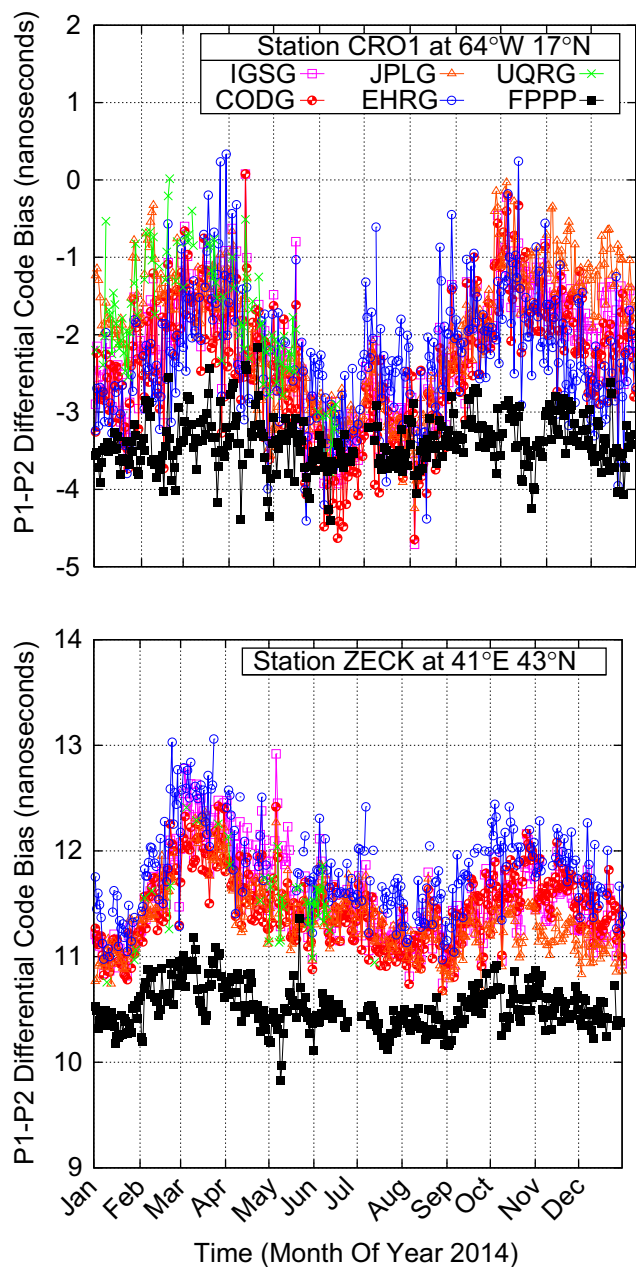 Station CRO1 at 64°W 17°N
IGSG JPLG UQRG
CODG EHRG FPPP
P1-P2 Differential Code Bias (nanoseconds)
2
1
0
-1
-2
-3
-4
-5
Station ZECK at 41°E 43°N
P1-P2 Differential Code Bias (nanoseconds)
14
13
12
11
10
9
Jan Feb Mar Apr May Jun Jul Aug Sep Oct Nov Dec
Time (Month Of Year 2014)